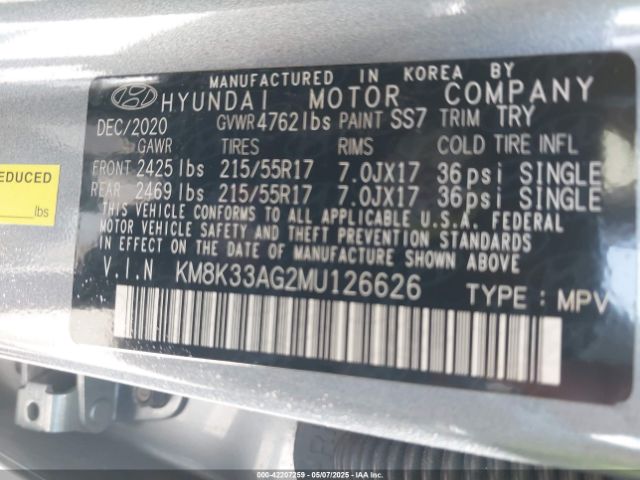 MANUFACTURED IN KOREA BY
HYUNDAI MOTOR COMPANY
DEC/2020 GVWR 4762 lbs PAINT SS7 TRIM TRY
GAWR TIRES RIMS COLD TIRE INFL
FRONT 2425 lbs 215/55R17 7.0JX17 36 psi SINGLE
REAR 2469 lbs 215/55R17 7.0JX17 36 psi SINGLE
THIS VEHICLE CONFORMS TO ALL APPLICABLE U.S.A. FEDERAL
MOTOR VEHICLE SAFETY AND THEFT PREVENTION STANDARDS
IN EFFECT ON THE DATE OF MANUFACTURE SHOWN ABOVE.
V.I.N KM8K33AG2MU126626 TYPE : MPV
REDUCED
lbs
000-42207259 05/07/2025 IAAI.COM